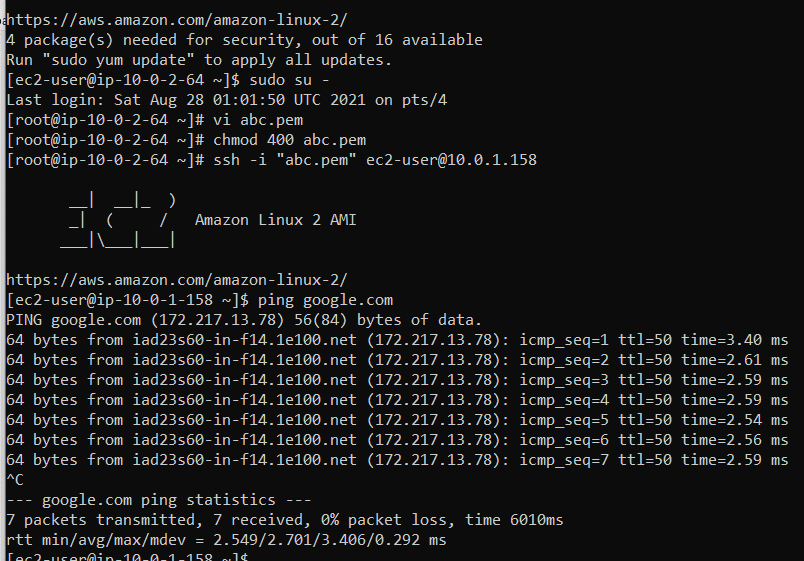 https://aws.amazon.com/amazon-linux-2/
4 package(s) needed for security, out of 16 available
Run "sudo yum update" to apply all updates.
[ec2-user@ip-10-0-2-64 ~]$ sudo su -
Last login: Sat Aug 28 01:01:50 UTC 2021 on pts/4
[root@ip-10-0-2-64 ~]# vi abc.pem
[root@ip-10-0-2-64 ~]# chmod 400 abc.pem
[root@ip-10-0-2-64 ~]# ssh -i "abc.pem" ec2-user@10.0.1.158
       __|  __|_  )
       _|  (     /   Amazon Linux 2 AMI
      ___|\___|___|
https://aws.amazon.com/amazon-linux-2/
[ec2-user@ip-10-0-1-158 ~]$ ping google.com
PING google.com (172.217.13.78) 56(84) bytes of data.
64 bytes from iad23s60-in-f14.1e100.net (172.217.13.78): icmp_seq=1 ttl=50 time=3.40 ms
64 bytes from iad23s60-in-f14.1e100.net (172.217.13.78): icmp_seq=2 ttl=50 time=2.61 ms
64 bytes from iad23s60-in-f14.1e100.net (172.217.13.78): icmp_seq=3 ttl=50 time=2.59 ms
64 bytes from iad23s60-in-f14.1e100.net (172.217.13.78): icmp_seq=4 ttl=50 time=2.59 ms
64 bytes from iad23s60-in-f14.1e100.net (172.217.13.78): icmp_seq=5 ttl=50 time=2.54 ms
64 bytes from iad23s60-in-f14.1e100.net (172.217.13.78): icmp_seq=6 ttl=50 time=2.56 ms
64 bytes from iad23s60-in-f14.1e100.net (172.217.13.78): icmp_seq=7 ttl=50 time=2.59 ms
^C
--- google.com ping statistics ---
7 packets transmitted, 7 received, 0% packet loss, time 6010ms
rtt min/avg/max/mdev = 2.549/2.701/3.406/0.292 ms
[ec2-user@ip-10-0-1-158 ~]$